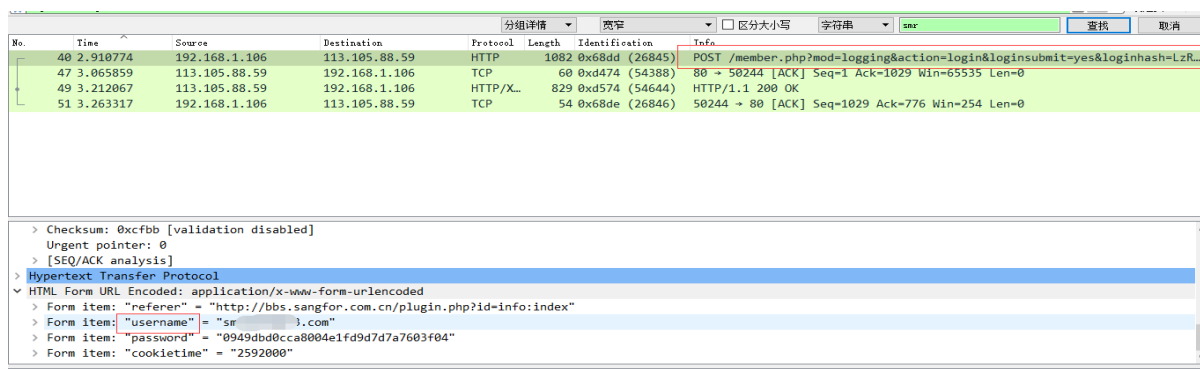 分组详情 宽窄 区分大小写 字符串 smr 查找 取消
No. Time Source Destination Protocol Length Identification Info
40 2.910774 192.168.1.106 113.105.88.59 HTTP 1082 0x68dd (26845) POST /member.php?mod=logging&action=login&loginsubmit=yes&loginhash=LzR…
47 3.065859 113.105.88.59 192.168.1.106 TCP 60 0xd474 (54388) 80 → 50244 [ACK] Seq=1 Ack=1029 Win=65535 Len=0
49 3.212067 113.105.88.59 192.168.1.106 HTTP/X… 829 0xd574 (54644) HTTP/1.1 200 OK
51 3.263317 192.168.1.106 113.105.88.59 TCP 54 0x68de (26846) 50244 → 80 [ACK] Seq=1029 Ack=776 Win=254 Len=0
> Checksum: 0xcfbb [validation disabled]
Urgent pointer: 0
> [SEQ/ACK analysis]
> Hypertext Transfer Protocol
HTML Form URL Encoded: application/x-www-form-urlencoded
> Form item: "referer" = "http://bbs.sangfor.com.cn/plugin.php?id=info:index"
> Form item: "username" = "sm 3.com"
> Form item: "password" = "0949dbd0cca8004e1fd9d7d7a7603f04"
> Form item: "cookietime" = "2592000"